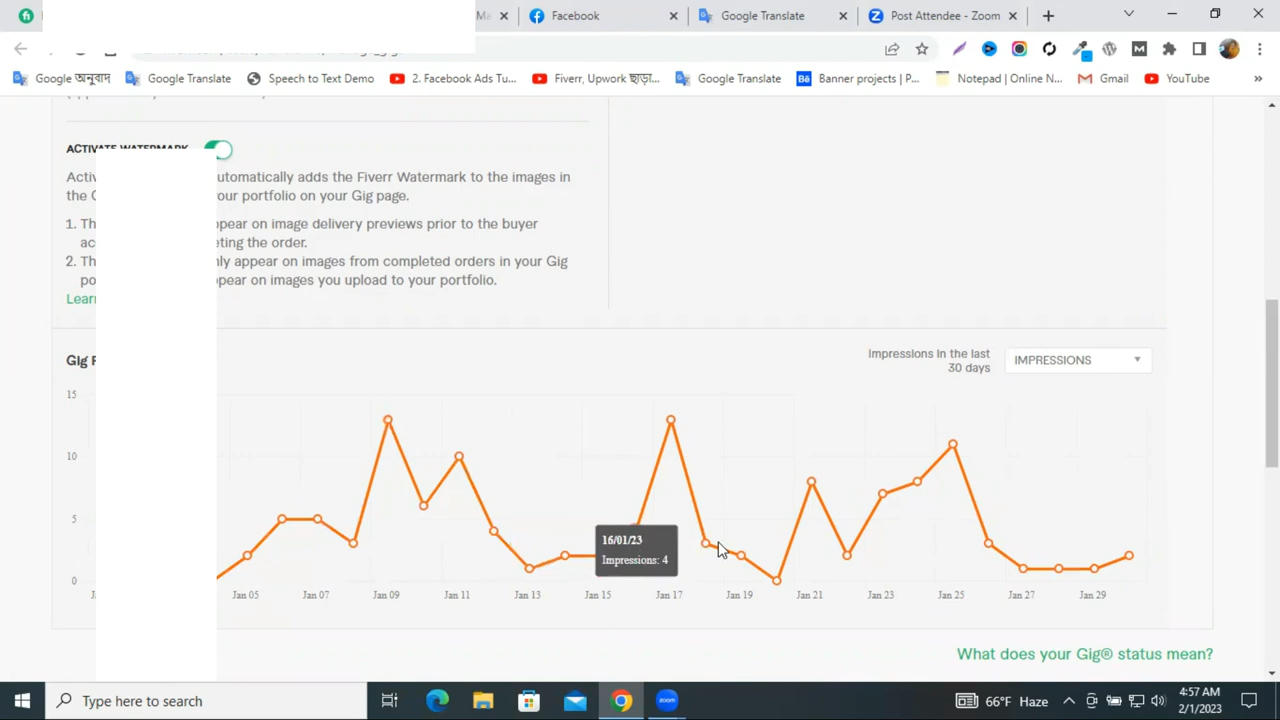 Facebook
Google Translate
Post Attendee - Zoom
Google অনুবাদ
Google Translate
Speech to Text Demo
2. Facebook Ads Tu...
Fiverr, Upwork ছাড়া...
Google Translate
Banner projects | P...
Notepad | Online N...
Gmail
YouTube
ACTIVATE WATERMARK
Activ utomatically adds the Fiverr Watermark to the images in
the G our portfolio on your Gig page.
1. Th ppear on image delivery previews prior to the buyer
acc eting the order.
2. Th nly appear on images from completed orders in your Gig
po ppear on images you upload to your portfolio.
Learn
Gig
Impressions in the last
30 days
IMPRESSIONS
15
10
5
0
16/01/23
Impressions: 4
Jan 05
Jan 07
Jan 09
Jan 11
Jan 13
Jan 15
Jan 17
Jan 19
Jan 21
Jan 23
Jan 25
Jan 27
Jan 29
What does your Gig® status mean?
Type here to search
66°F Haze
4:57 AM
2/1/2023